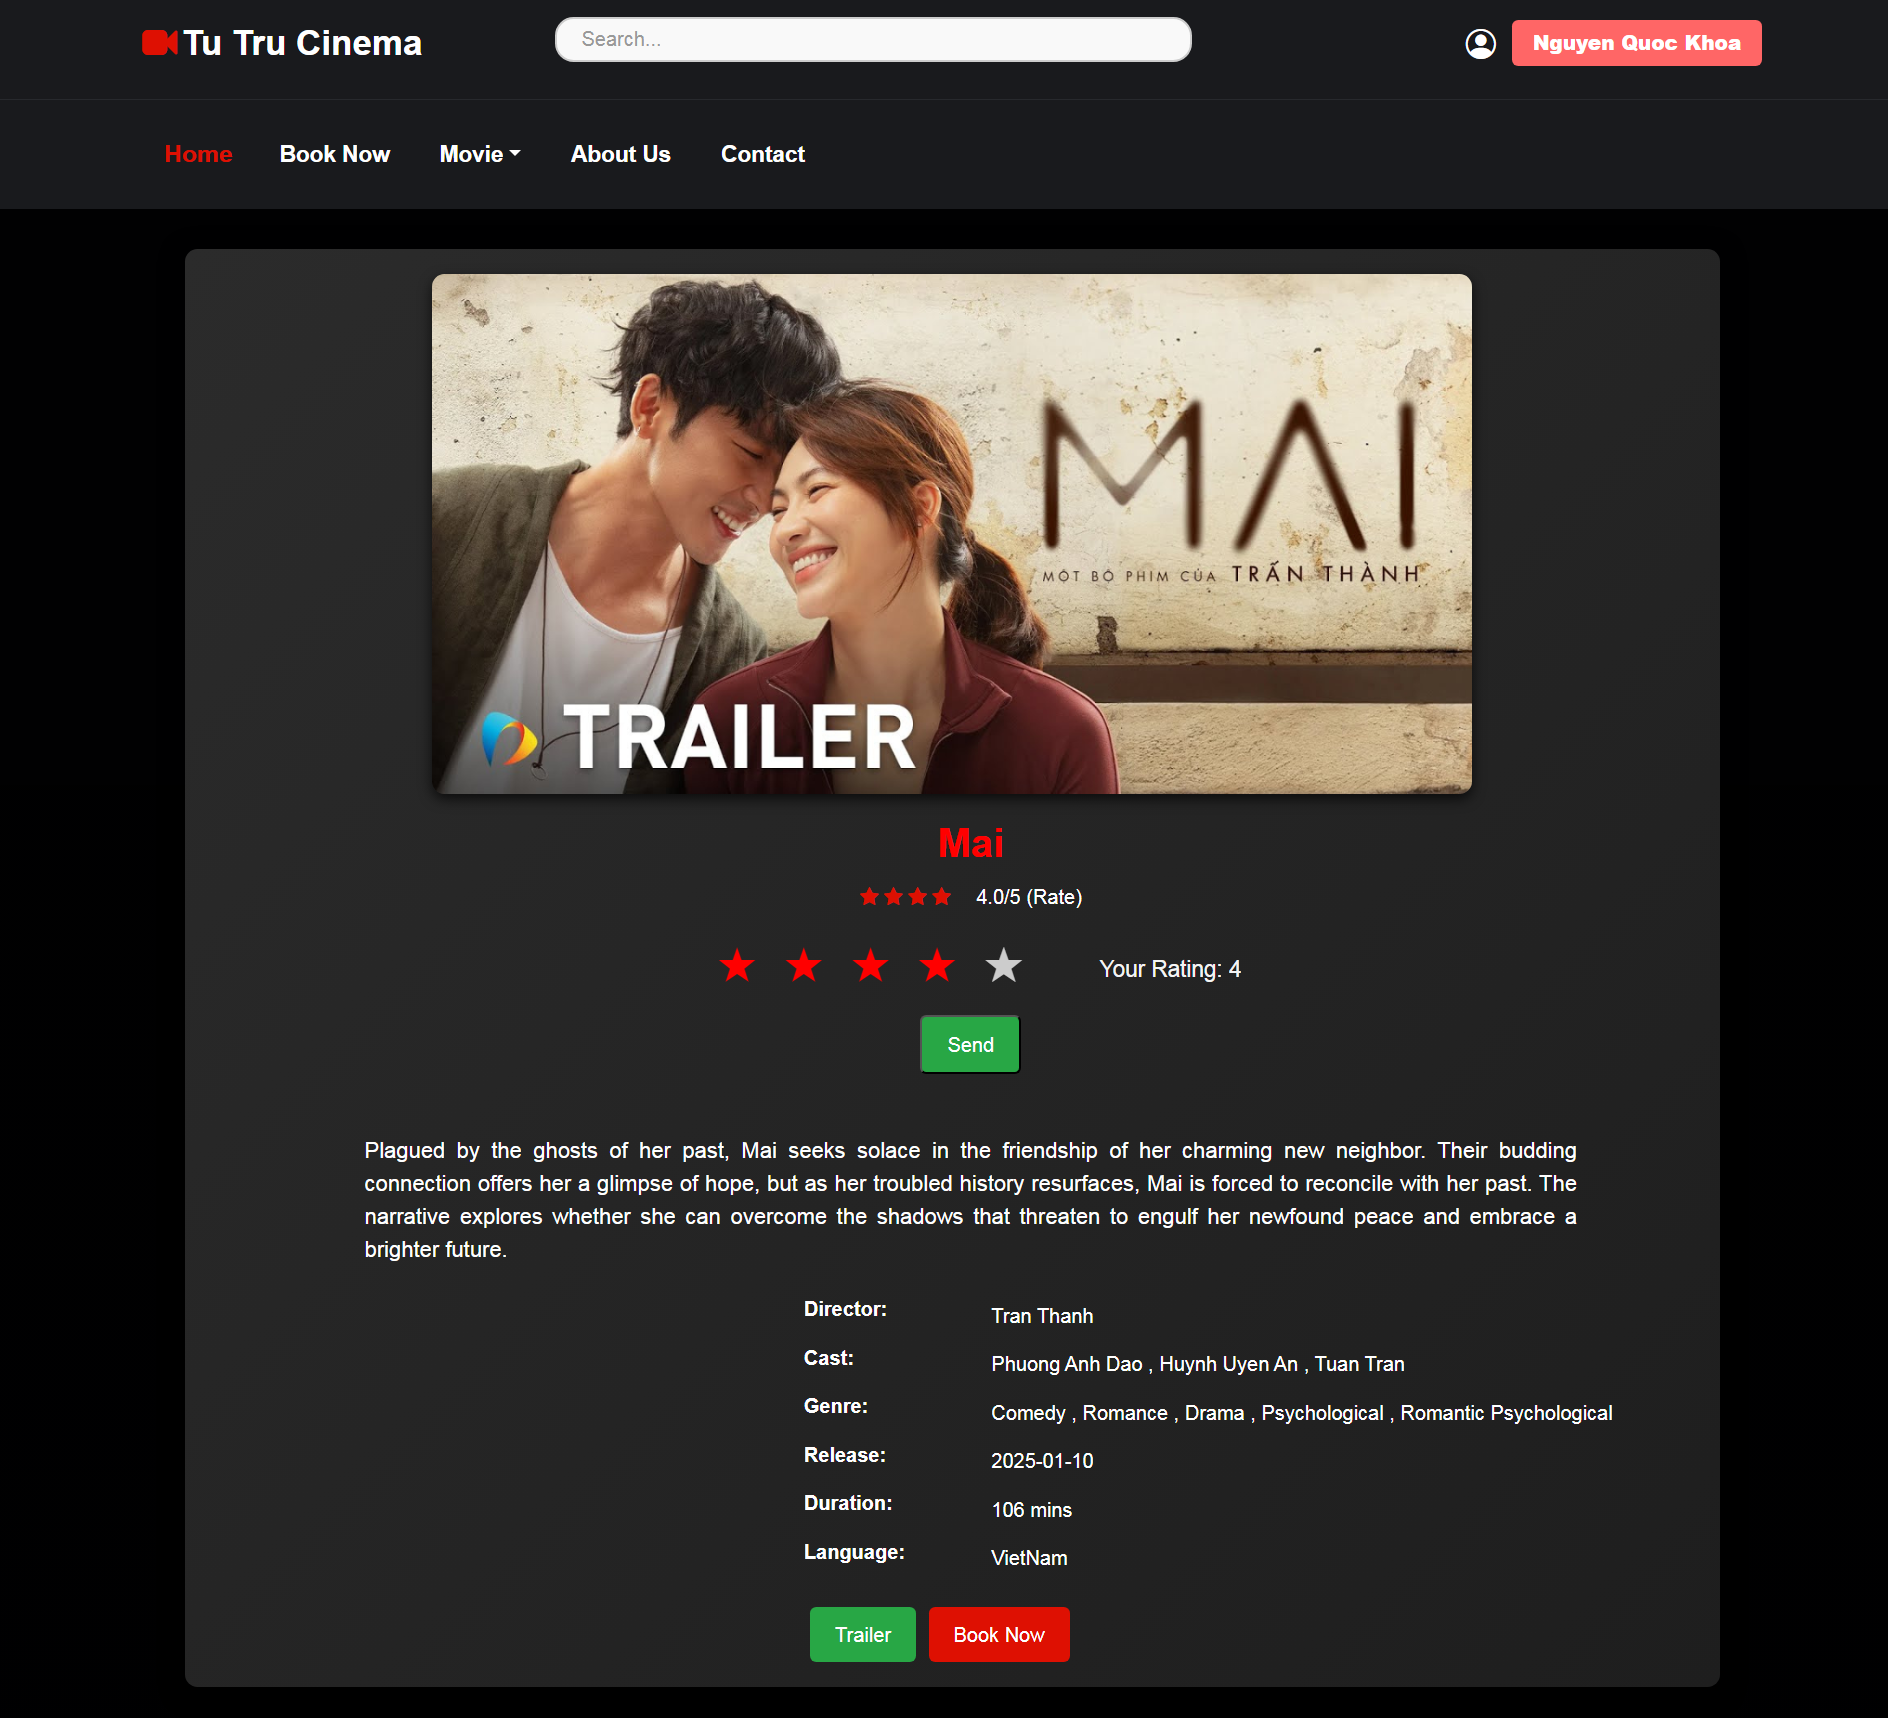 Tu Tru Cinema
Search...
Nguyen Quoc Khoa
Home
Book Now
Movie
About Us
Contact
MAI
MỘT BỘ PHIM CỦA TRẤN THÀNH
TRAILER
Mai
4.0/5 (Rate)
Your Rating: 4
Send
Plagued by the ghosts of her past, Mai seeks solace in the friendship of her charming new neighbor. Their budding
connection offers her a glimpse of hope, but as her troubled history resurfaces, Mai is forced to reconcile with her past. The
narrative explores whether she can overcome the shadows that threaten to engulf her newfound peace and embrace a
brighter future.
Director: Tran Thanh
Cast: Phuong Anh Dao , Huynh Uyen An , Tuan Tran
Genre: Comedy , Romance , Drama , Psychological , Romantic Psychological
Release: 2025-01-10
Duration: 106 mins
Language: VietNam
Trailer
Book Now